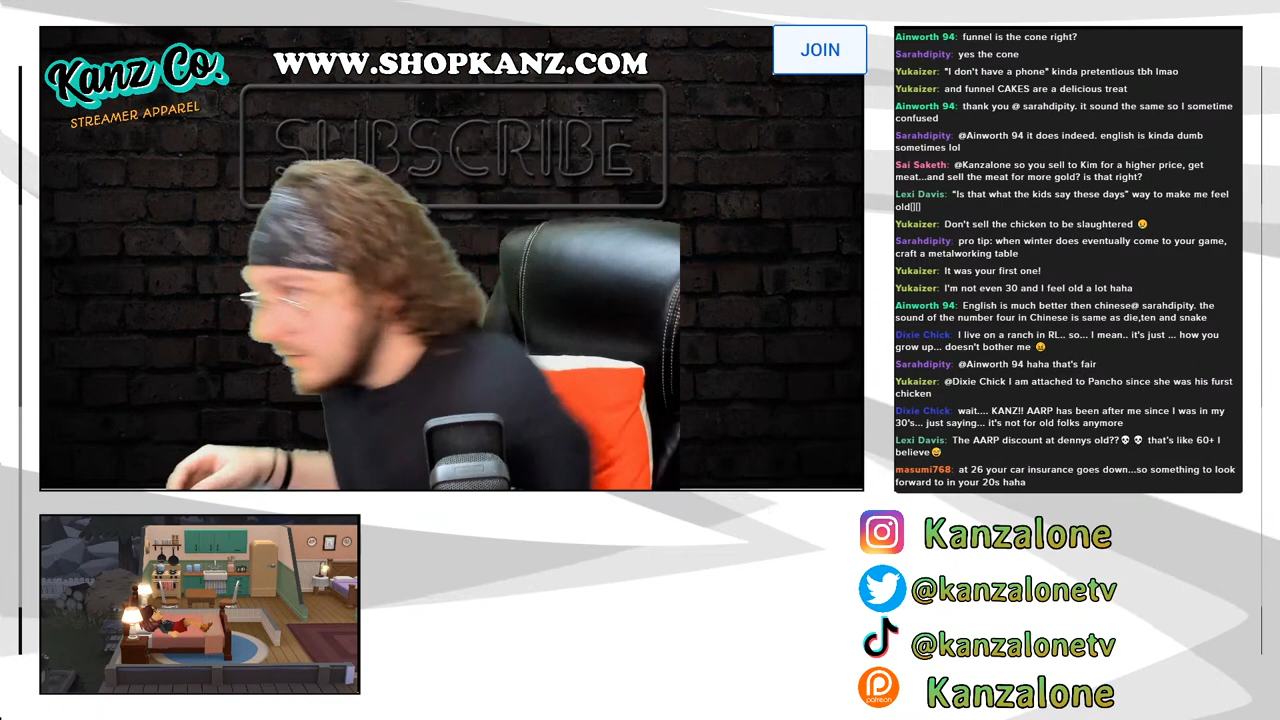 Kanz Co.
STREAMER APPAREL
WWW.SHOPKANZ.COM
JOIN
SUBSCRIBE
Ainworth 94: funnel is the cone right?
Sarahdipity: yes the cone
Yukaizer: "I don't have a phone" kinda pretentious tbh lmao
Yukaizer: and funnel CAKES are a delicious treat
Ainworth 94: thank you @ sarahdipity. it sound the same so I sometime
confused
Sarahdipity: @Ainworth 94 it does indeed. english is kinda dumb
sometimes lol
Sai Saketh: @Kanzalone so you sell to Kim for a higher price, get
meat...and sell the meat for more gold? is that right?
Lexi Davis: "Is that what the kids say these days" way to make me feel
old▯▯
Yukaizer: Don't sell the chicken to be slaughtered 😢
Sarahdipity: pro tip: when winter does eventually come to your game,
craft a metalworking table
Yukaizer: It was your first one!
Yukaizer: I'm not even 30 and I feel old a lot haha
Ainworth 94: English is much better then chinese@ sarahdipity. the
sound of the number four in Chinese is same as die,ten and snake
Dixie Chick: I live on a ranch in RL.. so... I mean.. it's just ... how you
grow up... doesn't bother me 😄
Sarahdipity: @Ainworth 94 haha that's fair
Yukaizer: @Dixie Chick I am attached to Pancho since she was his furst
chicken
Dixie Chick: wait.... KANZ!! AARP has been after me since I was in my
30's... just saying... it's not for old folks anymore
Lexi Davis: The AARP discount at dennys old??💀 💀 that's like 60+ I
believe😅
masumi768: at 26 your car insurance goes down...so something to look
forward to in your 20s haha
Kanzalone
@kanzalonetv
@kanzalonetv
patreon
Kanzalone